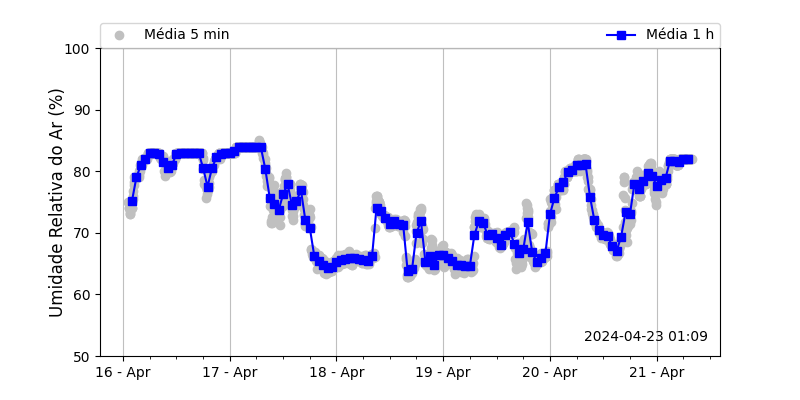 Média 5 min Média 1 h
100
90
80
70
60
50
Umidade Relativa do Ar (%)
2024-04-23 01:09
16 - Apr 17 - Apr 18 - Apr 19 - Apr 20 - Apr 21 - Apr